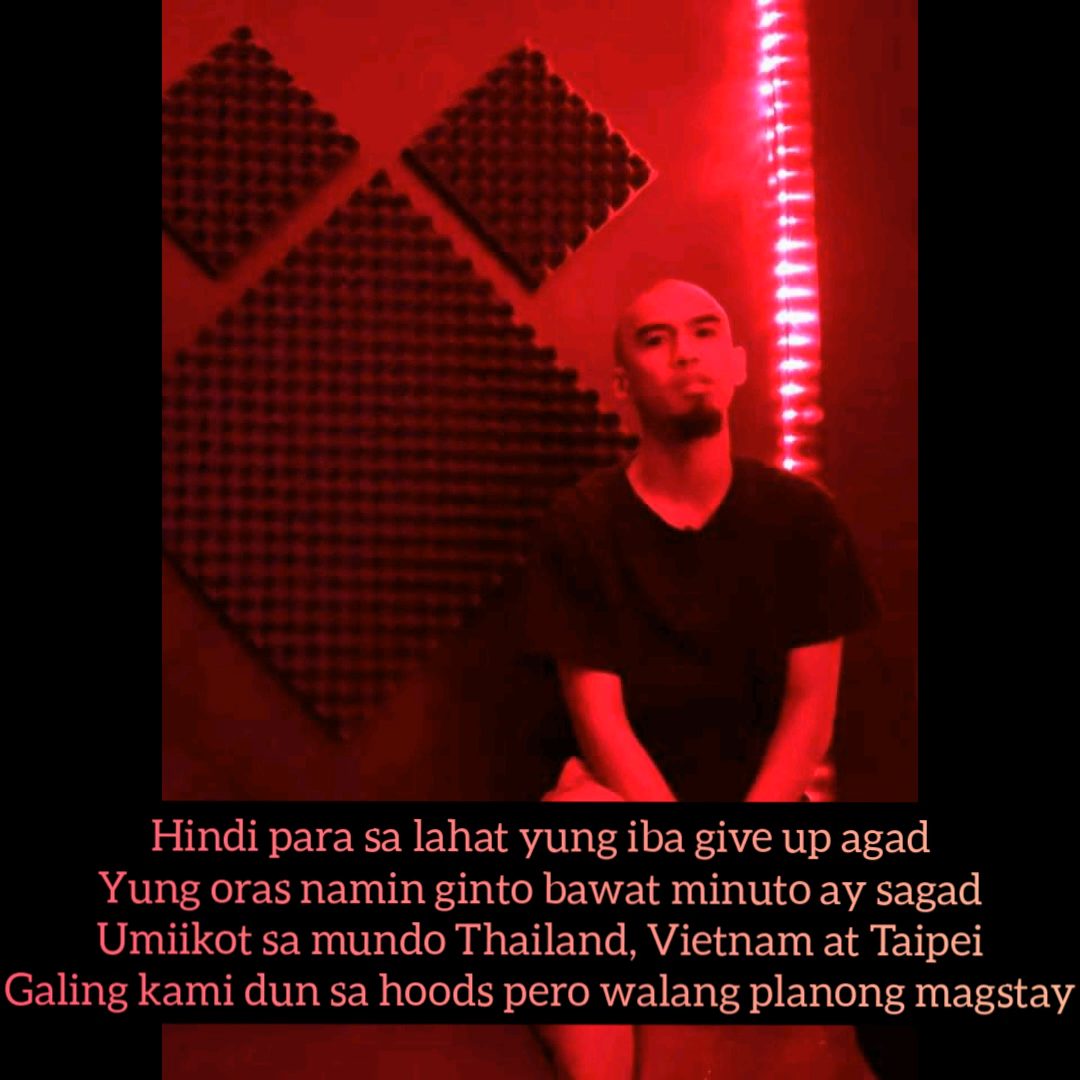 Hindi para sa lahat yung iba give up agad
Yung oras namin ginto bawat minuto ay sagad
Umiikot sa mundo Thailand, Vietnam at Taipei
Galing kami dun sa hoods pero walang planong magstay